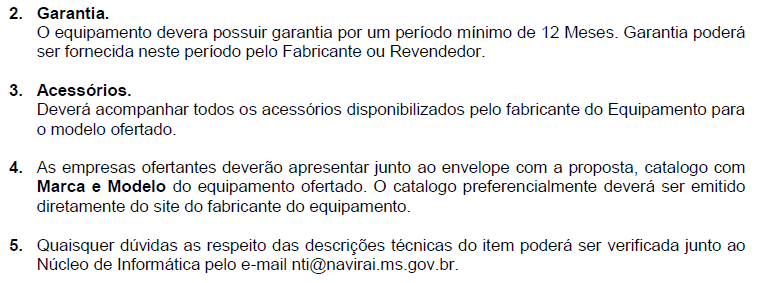 2. Garantia.
O equipamento devera possuir garantia por um período mínimo de 12 Meses. Garantia poderá
ser fornecida neste período pelo Fabricante ou Revendedor.
3. Acessórios.
Deverá acompanhar todos os acessórios disponibilizados pelo fabricante do Equipamento para
o modelo ofertado.
4. As empresas ofertantes deverão apresentar junto ao envelope com a proposta, catalogo com
Marca e Modelo do equipamento ofertado. O catalogo preferencialmente deverá ser emitido
diretamente do site do fabricante do equipamento.
5. Quaisquer dúvidas as respeito das descrições técnicas do item poderá ser verificada junto ao
Núcleo de Informática pelo e-mail nti@navirai.ms.gov.br.